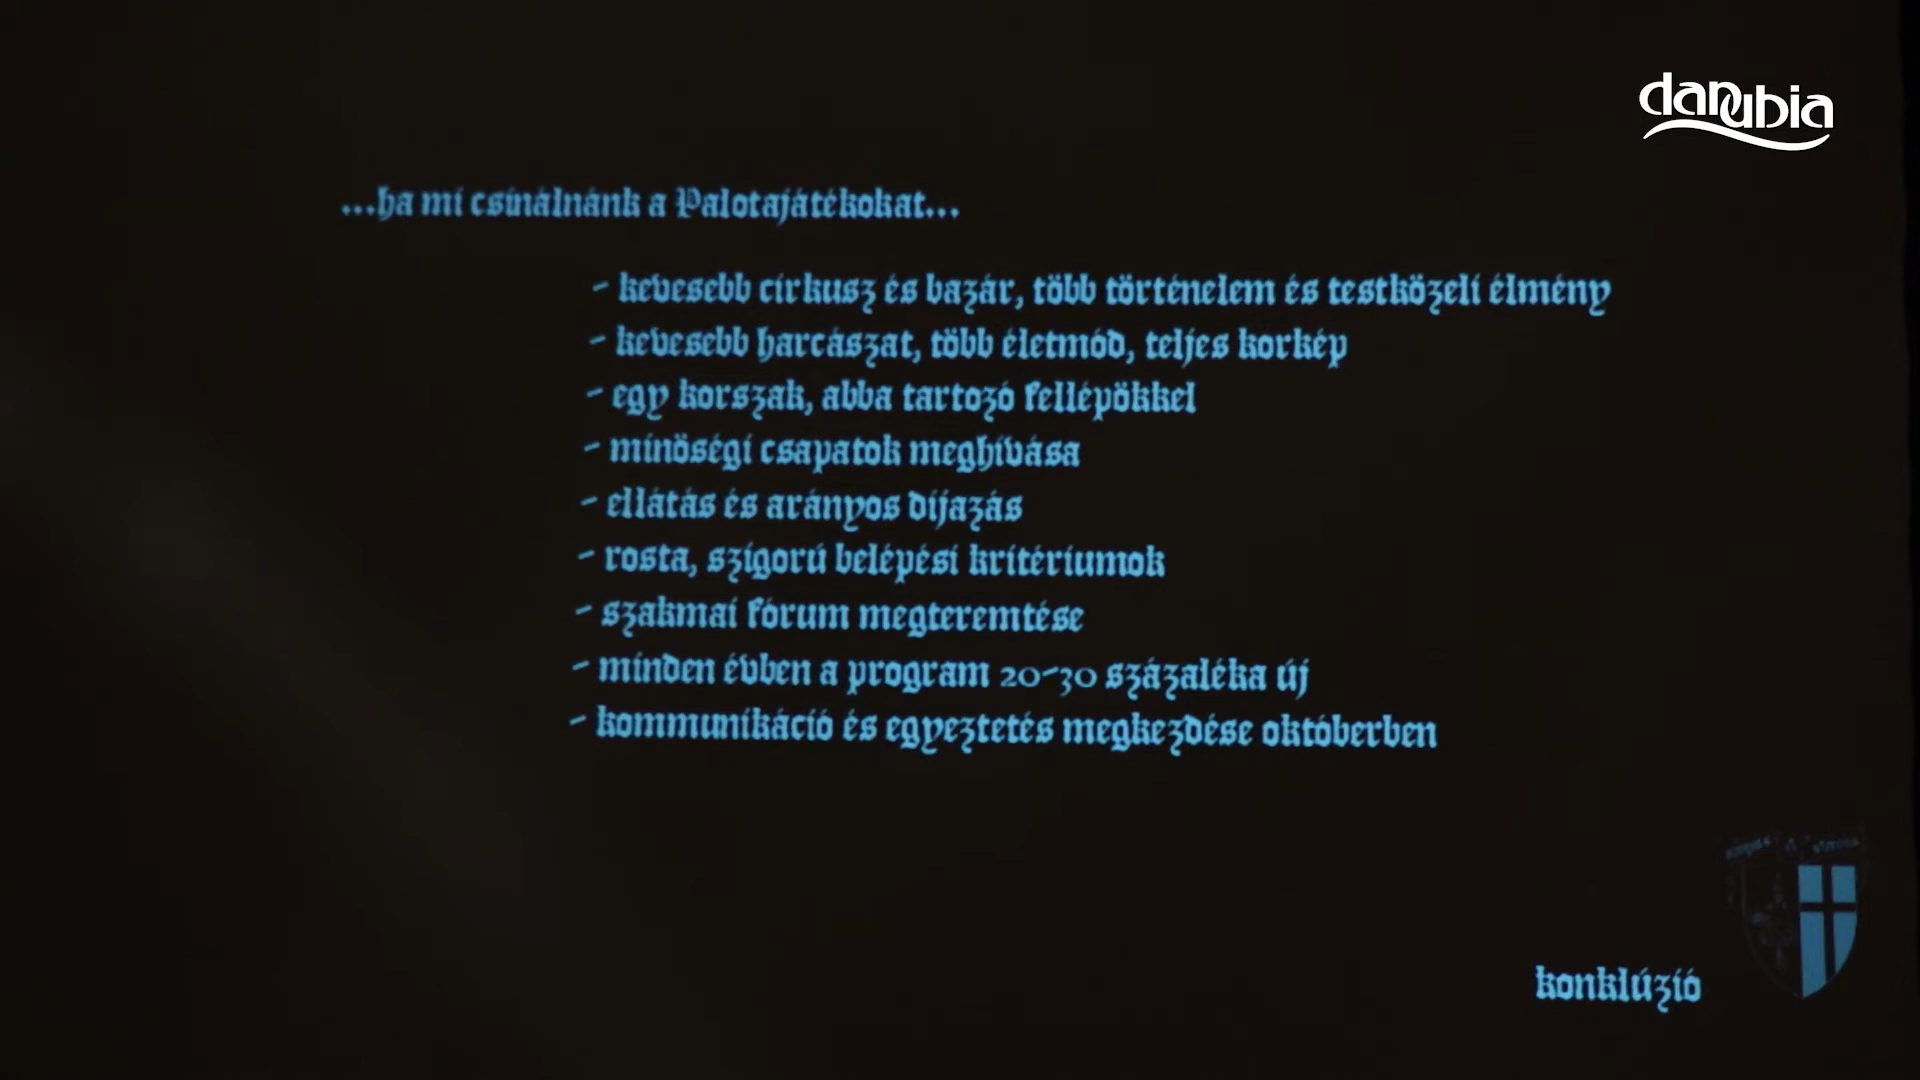 danubia
...ha mi csinálnánk a Palotajátékokat...
- kevesebb cirkusz és bazár, több történelem és testközeli élmény
- kevesebb harcászat, több életmód, teljes korkép
- egy korszak, abba tartozó fellépökkel
- minöségi csapatok meghívása
- ellátás és arányos díjazás
- rosta, szigorú belépési kritériumok
- szakmai fórum megteremtése
- minden évben a program 20-30 százaléka új
- kommunikáció és egyeztetés megkezdése októberben
konklúzió